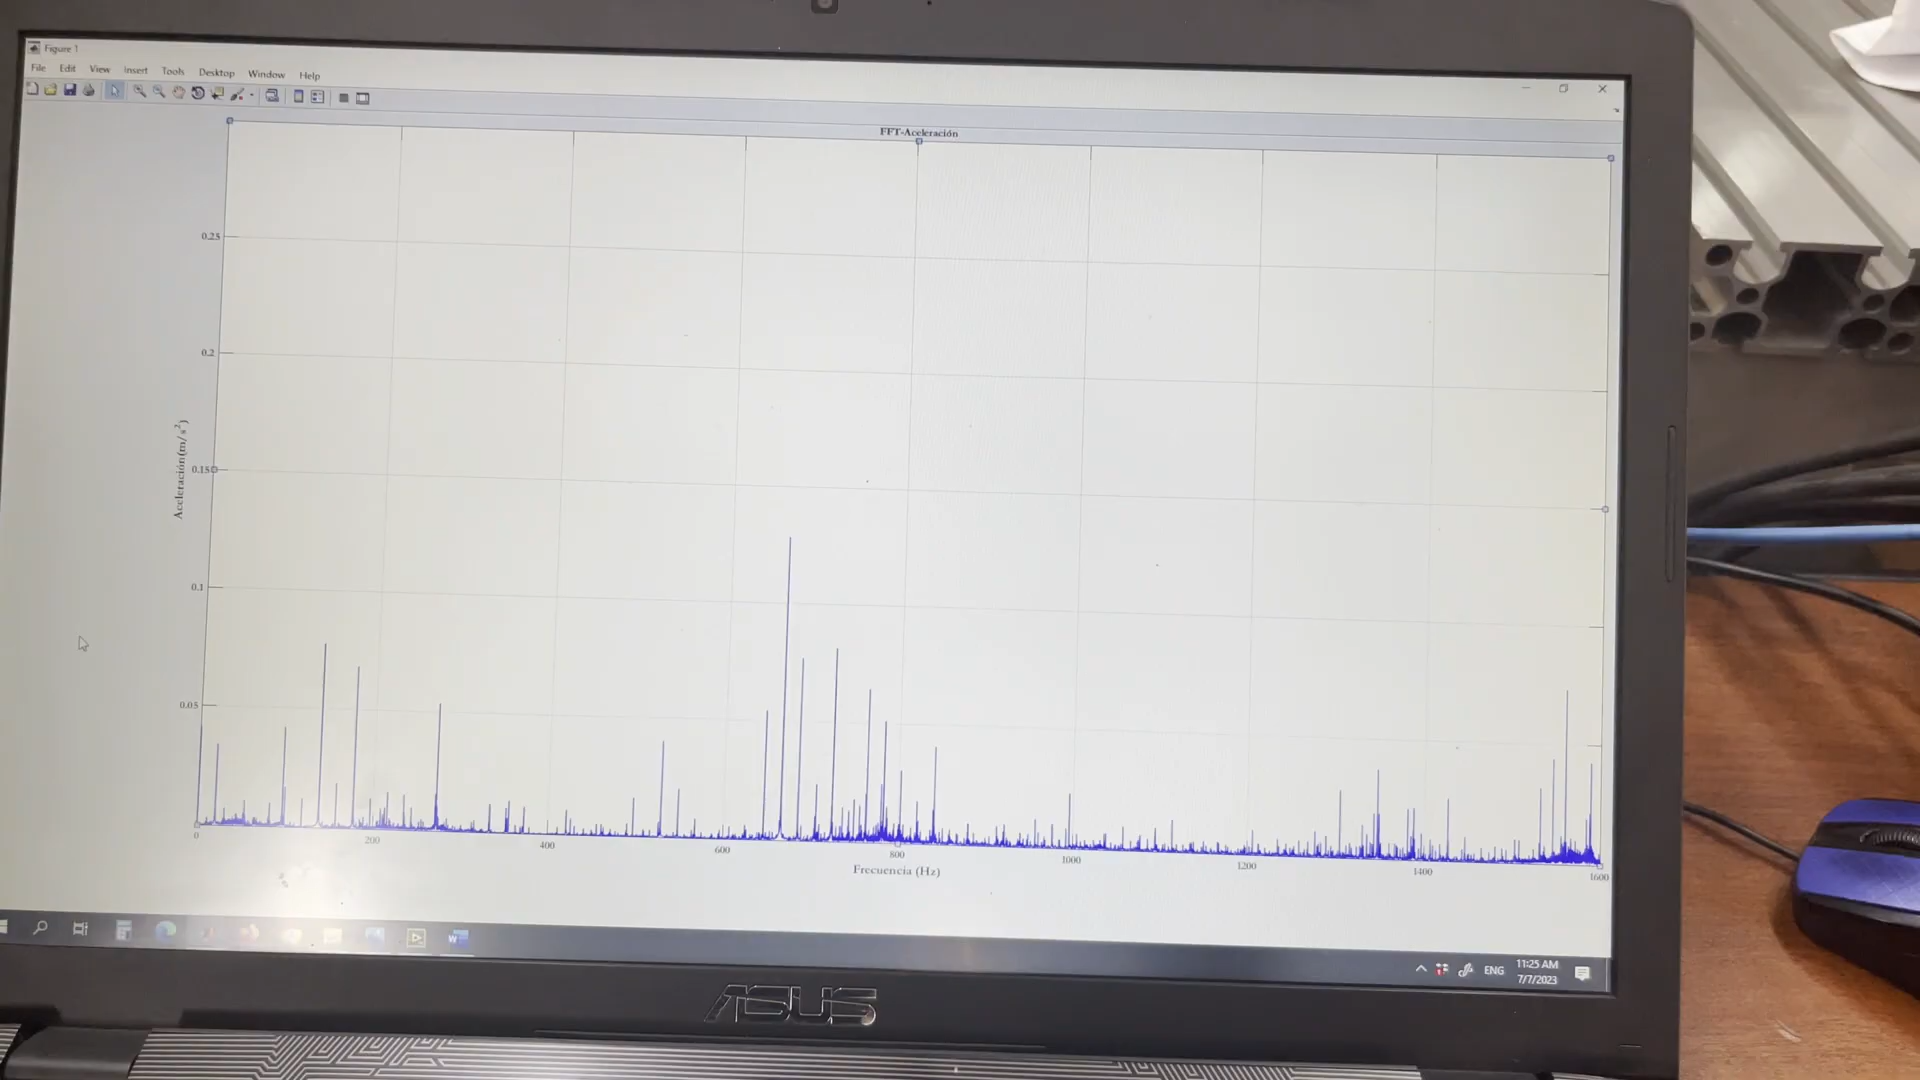 Figure 1
File Edit View Insert Tools Desktop Window Help
FFT-Aceleración
0.25
0.2
0.15
0.1
0.05
Aceleración(m/s²)
0 200 400 600 800 1000 1200 1400 1600
Frecuencia (Hz)
ENG
11:25 AM
7/7/2023
ASUS